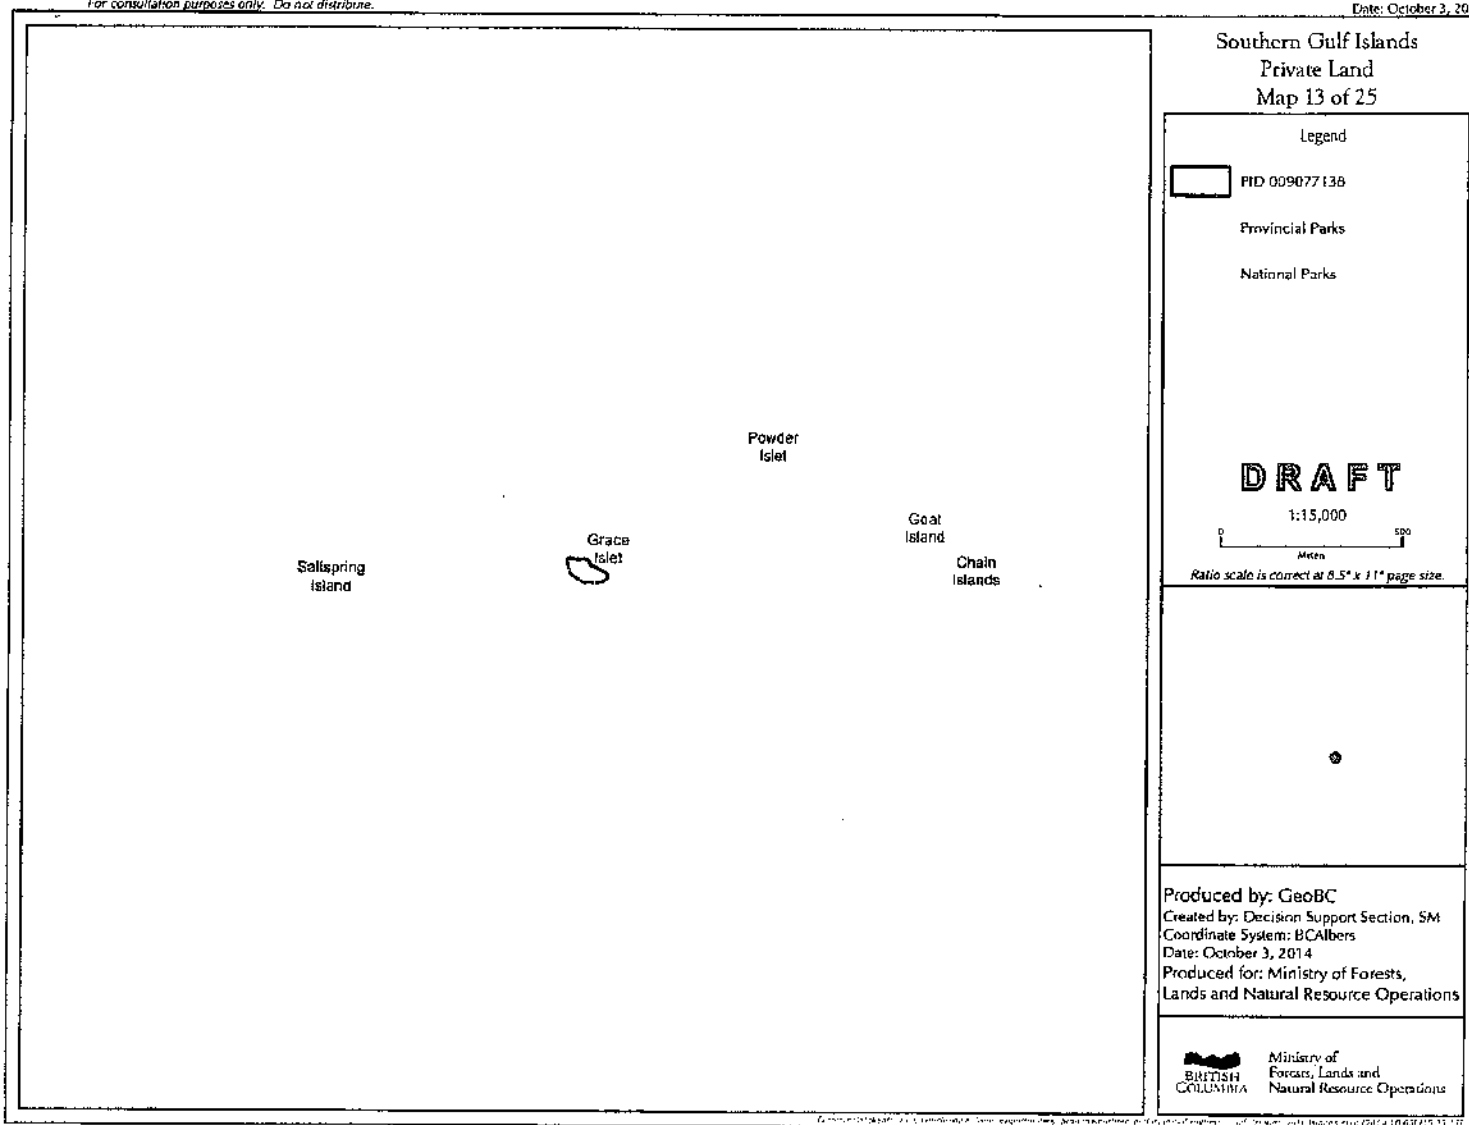 For consultation purposes only. Do not distribute.
Date: October 3, 20
Southern Gulf Islands
Private Land
Map 13 of 25
Legend
PID 009077138
Provincial Parks
National Parks
DRAFT
1:15,000
0 500
Meters
Ratio scale is correct at 8.5" x 11" page size.
Powder
Islet
Goat
Island
Grace
Islet
Chain
Islands
Saltspring
Island
Produced by: GeoBC
Created by: Decision Support Section, SM
Coordinate System: BCAlbers
Date: October 3, 2014
Produced for: Ministry of Forests,
Lands and Natural Resource Operations
BRITISH
COLUMBIA
Ministry of
Forests, Lands and
Natural Resource Operations